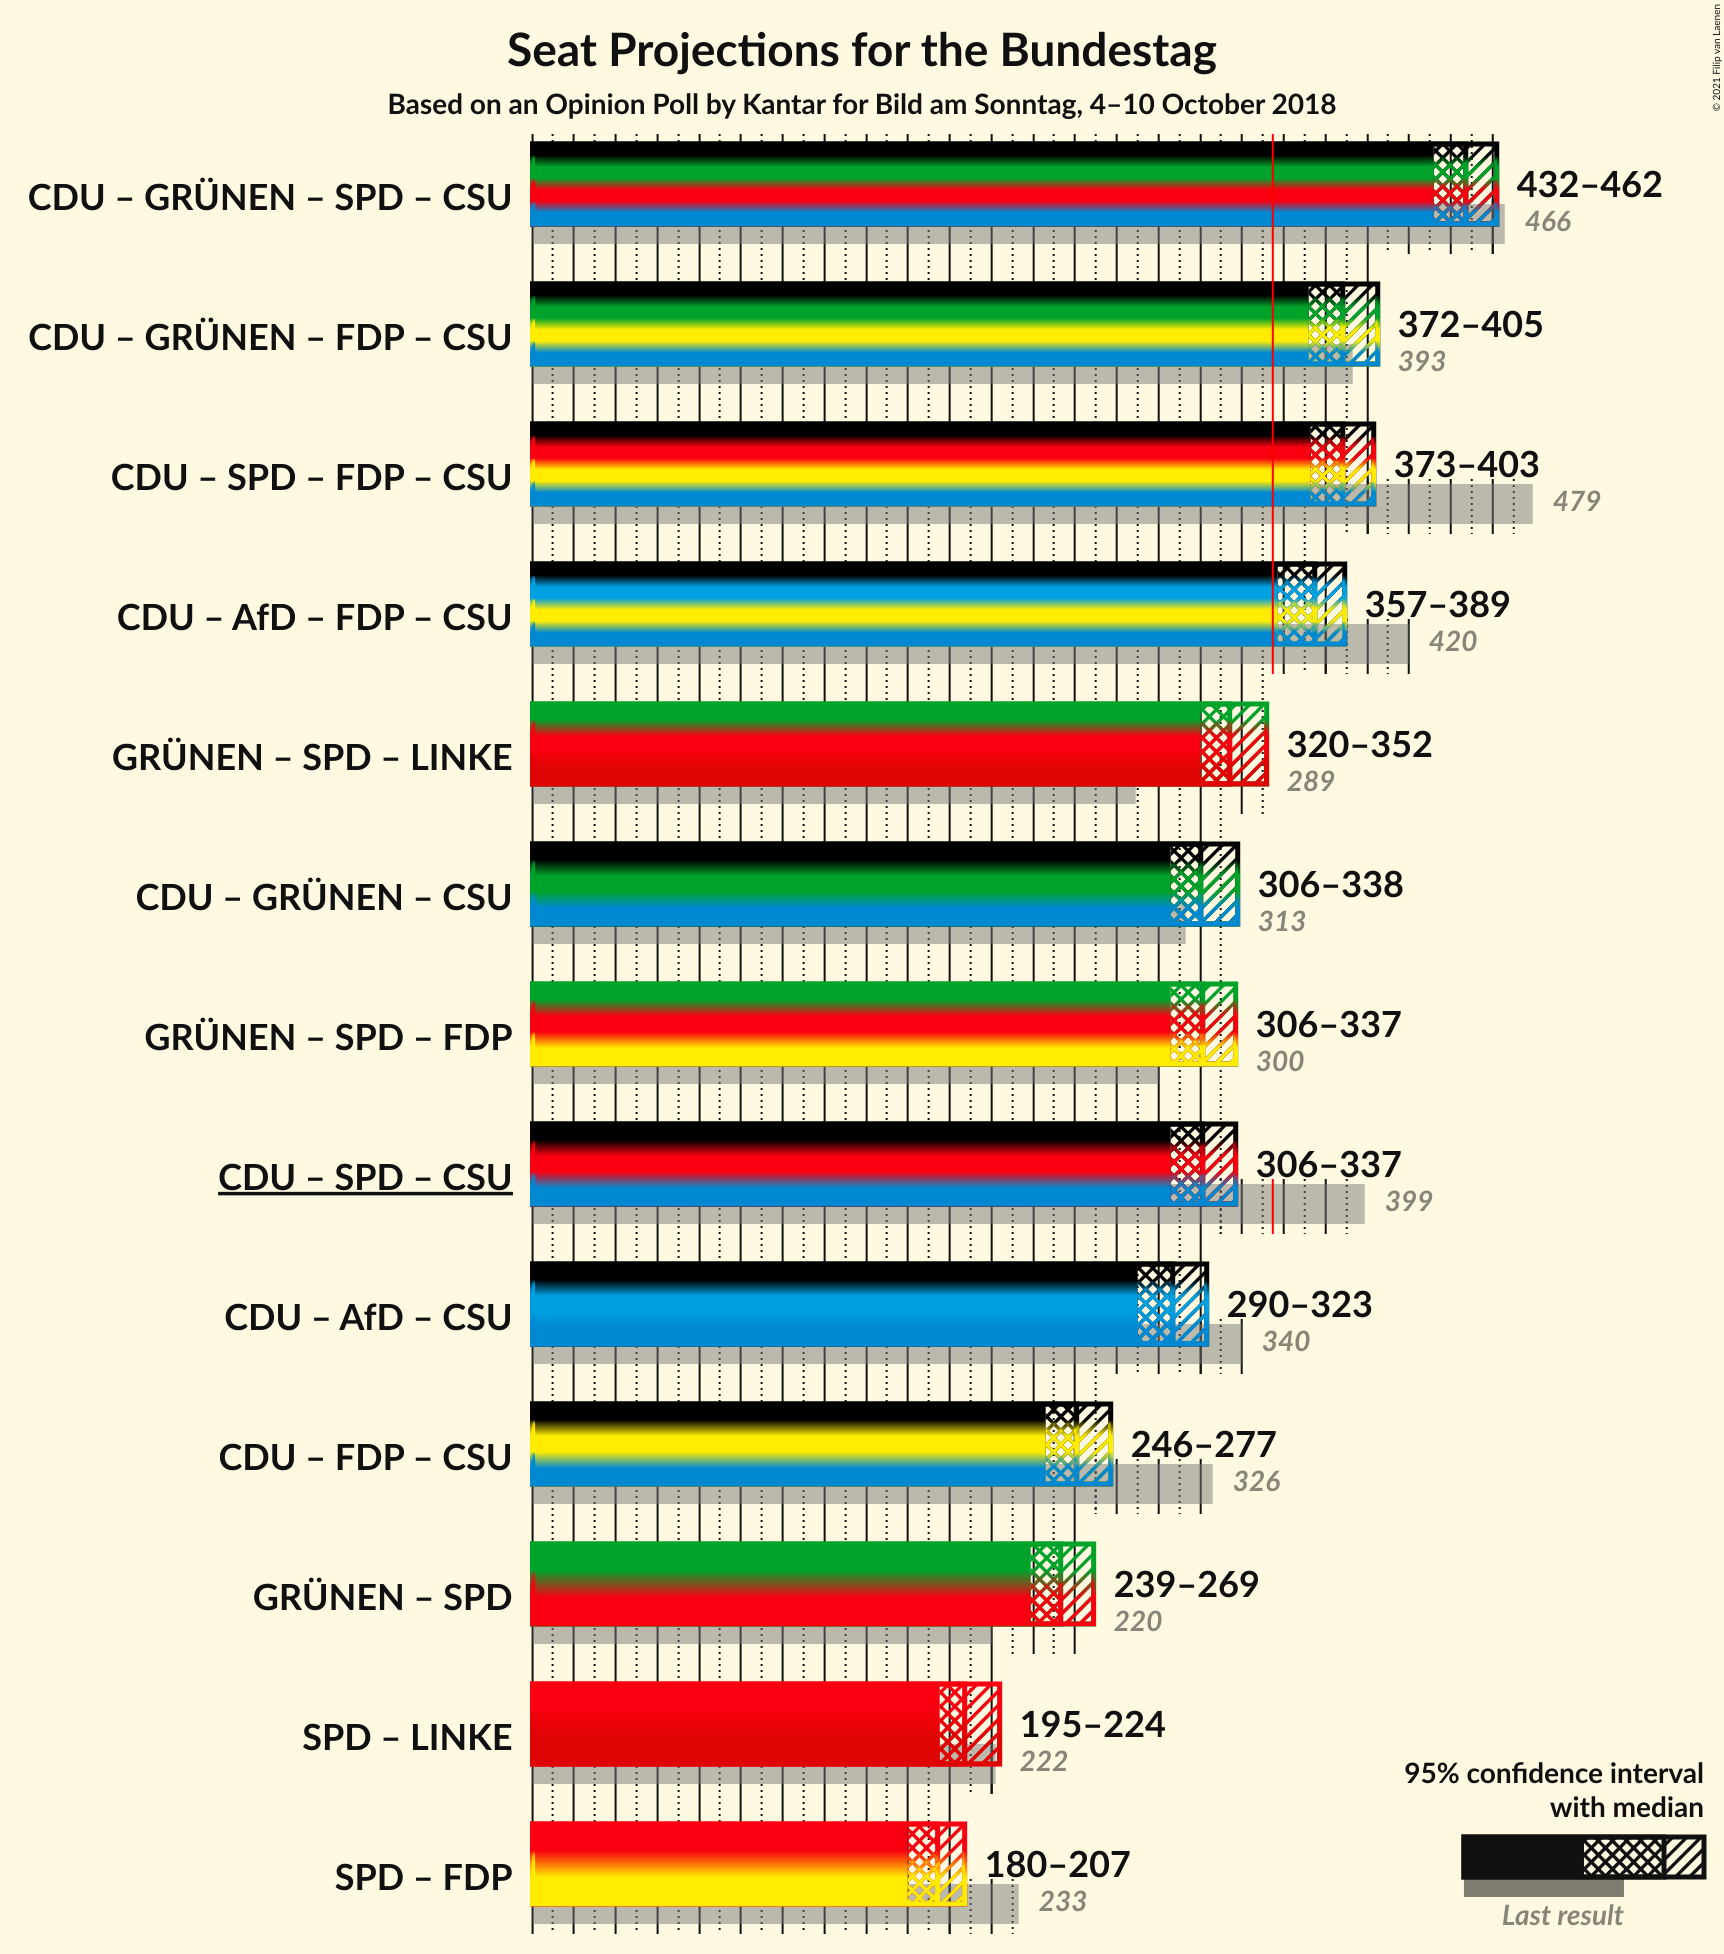 Seat Projections for the Bundestag
Based on an Opinion Poll by Kantar for Bild am Sonntag, 4–10 October 2018
© 2021 Filip van Laenen
CDU – GRÜNEN – SPD – CSU
432–462
466
CDU – GRÜNEN – FDP – CSU
372–405
393
CDU – SPD – FDP – CSU
373–403
479
CDU – AfD – FDP – CSU
357–389
420
GRÜNEN – SPD – LINKE
320–352
289
CDU – GRÜNEN – CSU
306–338
313
GRÜNEN – SPD – FDP
306–337
300
CDU – SPD – CSU
306–337
399
CDU – AfD – CSU
290–323
340
CDU – FDP – CSU
246–277
326
GRÜNEN – SPD
239–269
220
SPD – LINKE
195–224
222
SPD – FDP
180–207
233
95% confidence interval
with median
Last result